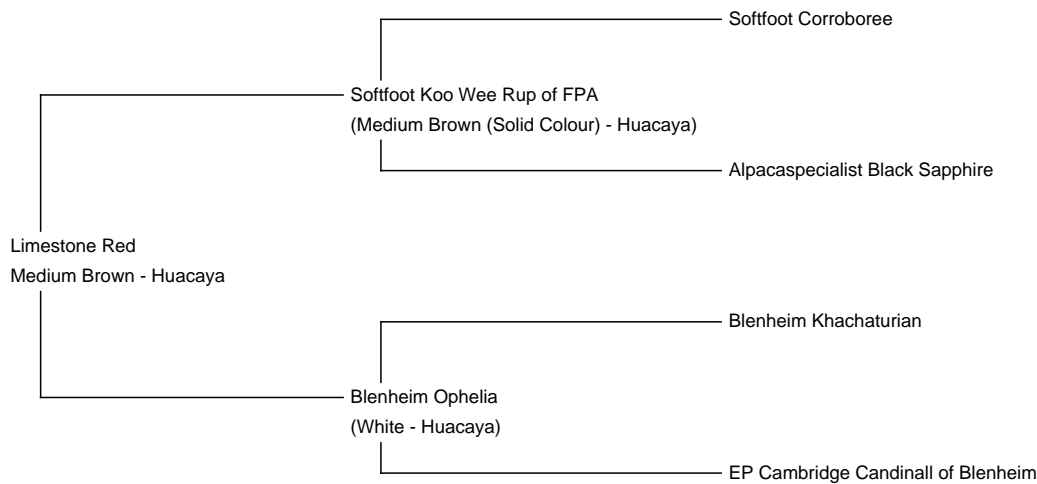 Softfoot Corroboree
Softfoot Koo Wee Rup of FPA
(Medium Brown (Solid Colour) - Huacaya)
Alpacaspecialist Black Sapphire
Limestone Red
Medium Brown - Huacaya
Blenheim Khachaturian
Blenheim Ophelia
(White - Huacaya)
EP Cambridge Candinall of Blenheim